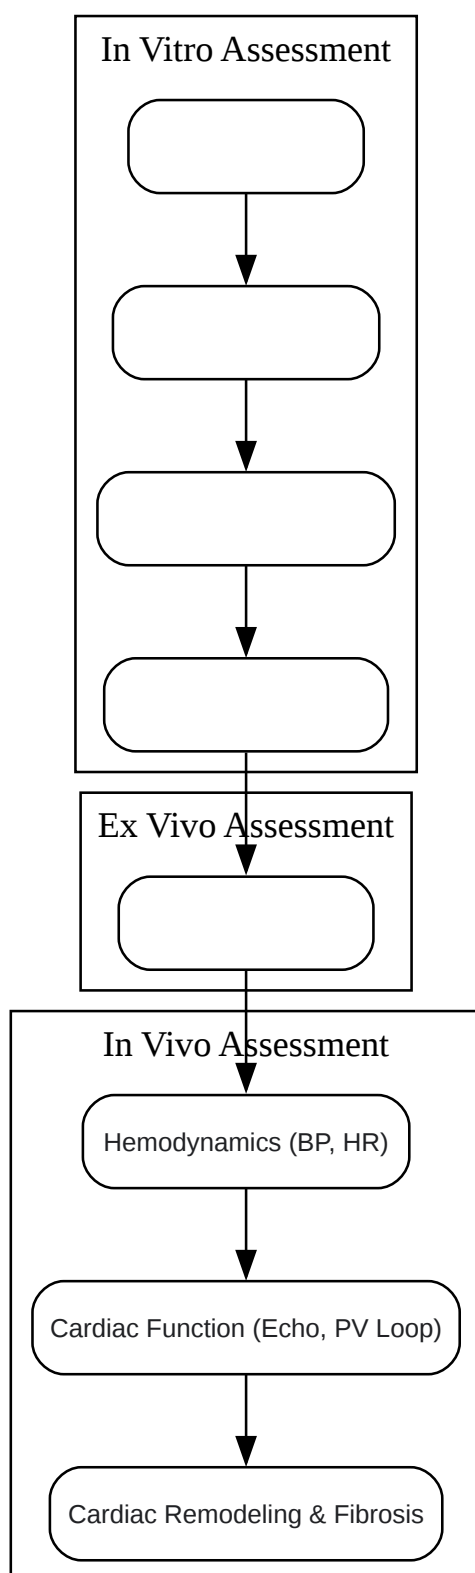 In Vitro Assessment
Ex Vivo Assessment
In Vivo Assessment
Hemodynamics (BP, HR)
Cardiac Function (Echo, PV Loop)
Cardiac Remodeling & Fibrosis